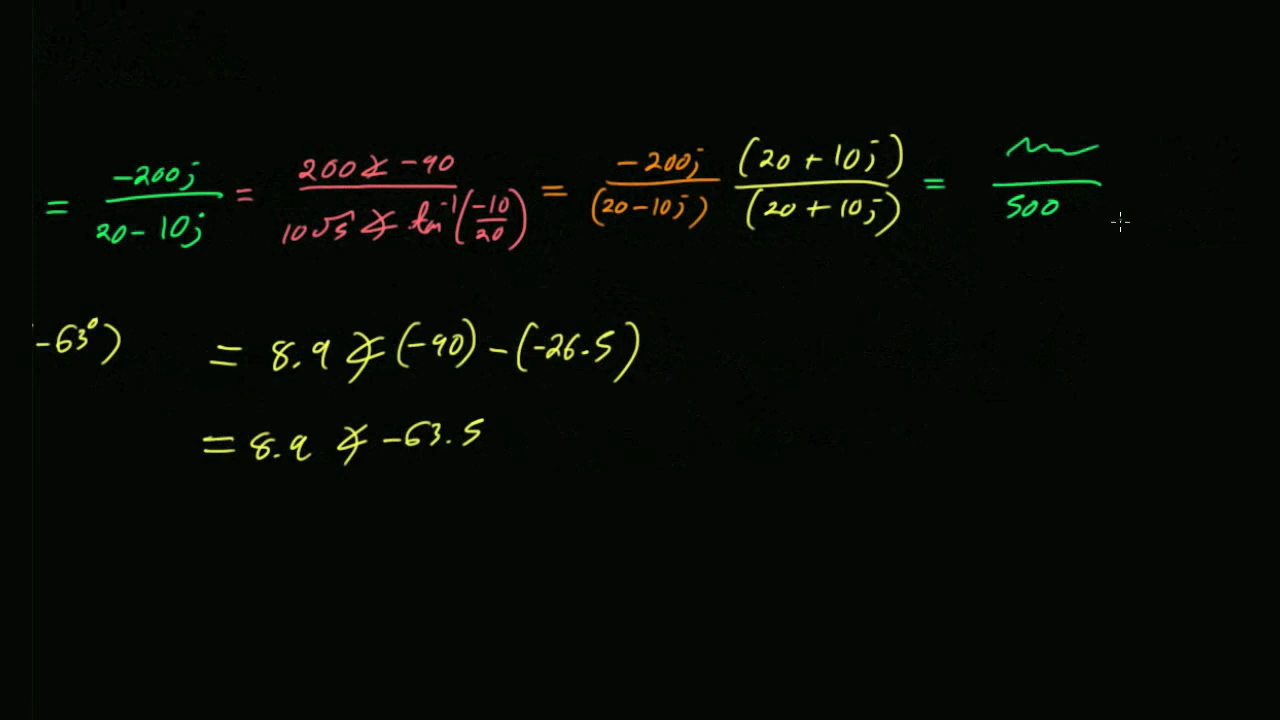 = -200j / 20 - 10j = 200 ∡ -90 / 10√5 ∡ tan⁻¹(-10/20) = -200j / (20-10j) (20 + 10j) / (20 + 10j) = / 500
-63°) = 8.9 ∡ (-90) - (-26.5)
= 8.9 ∡ -63.5